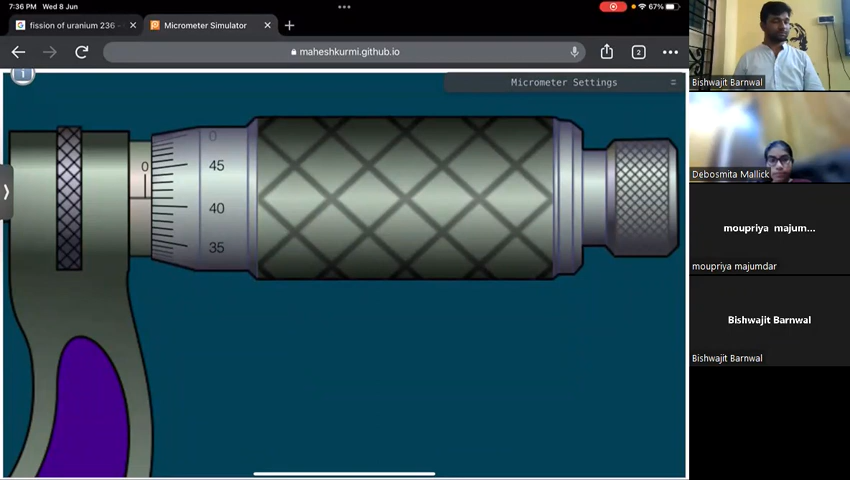 7:36 PM Wed 8 Jun
67%
fission of uranium 236 -
Micrometer Simulator
maheshkurmi.github.io
2
Micrometer Settings
0
0
45
40
35
Bishwajit Barnwal
Debosmita Mallick
moupriya majum...
moupriya majumdar
Bishwajit Barnwal
Bishwajit Barnwal